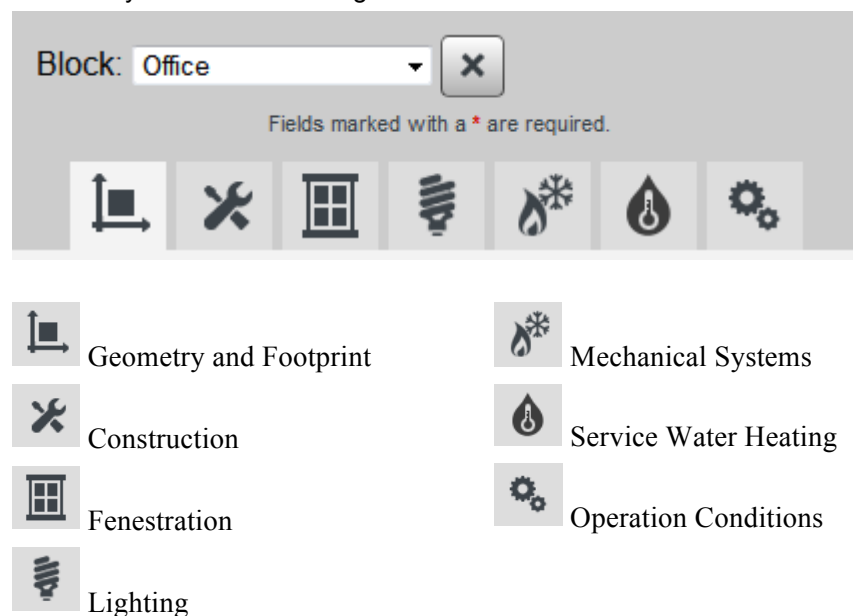 Block: Office
Fields marked with a * are required.
Geometry and Footprint
Construction
Fenestration
Lighting
Mechanical Systems
Service Water Heating
Operation Conditions